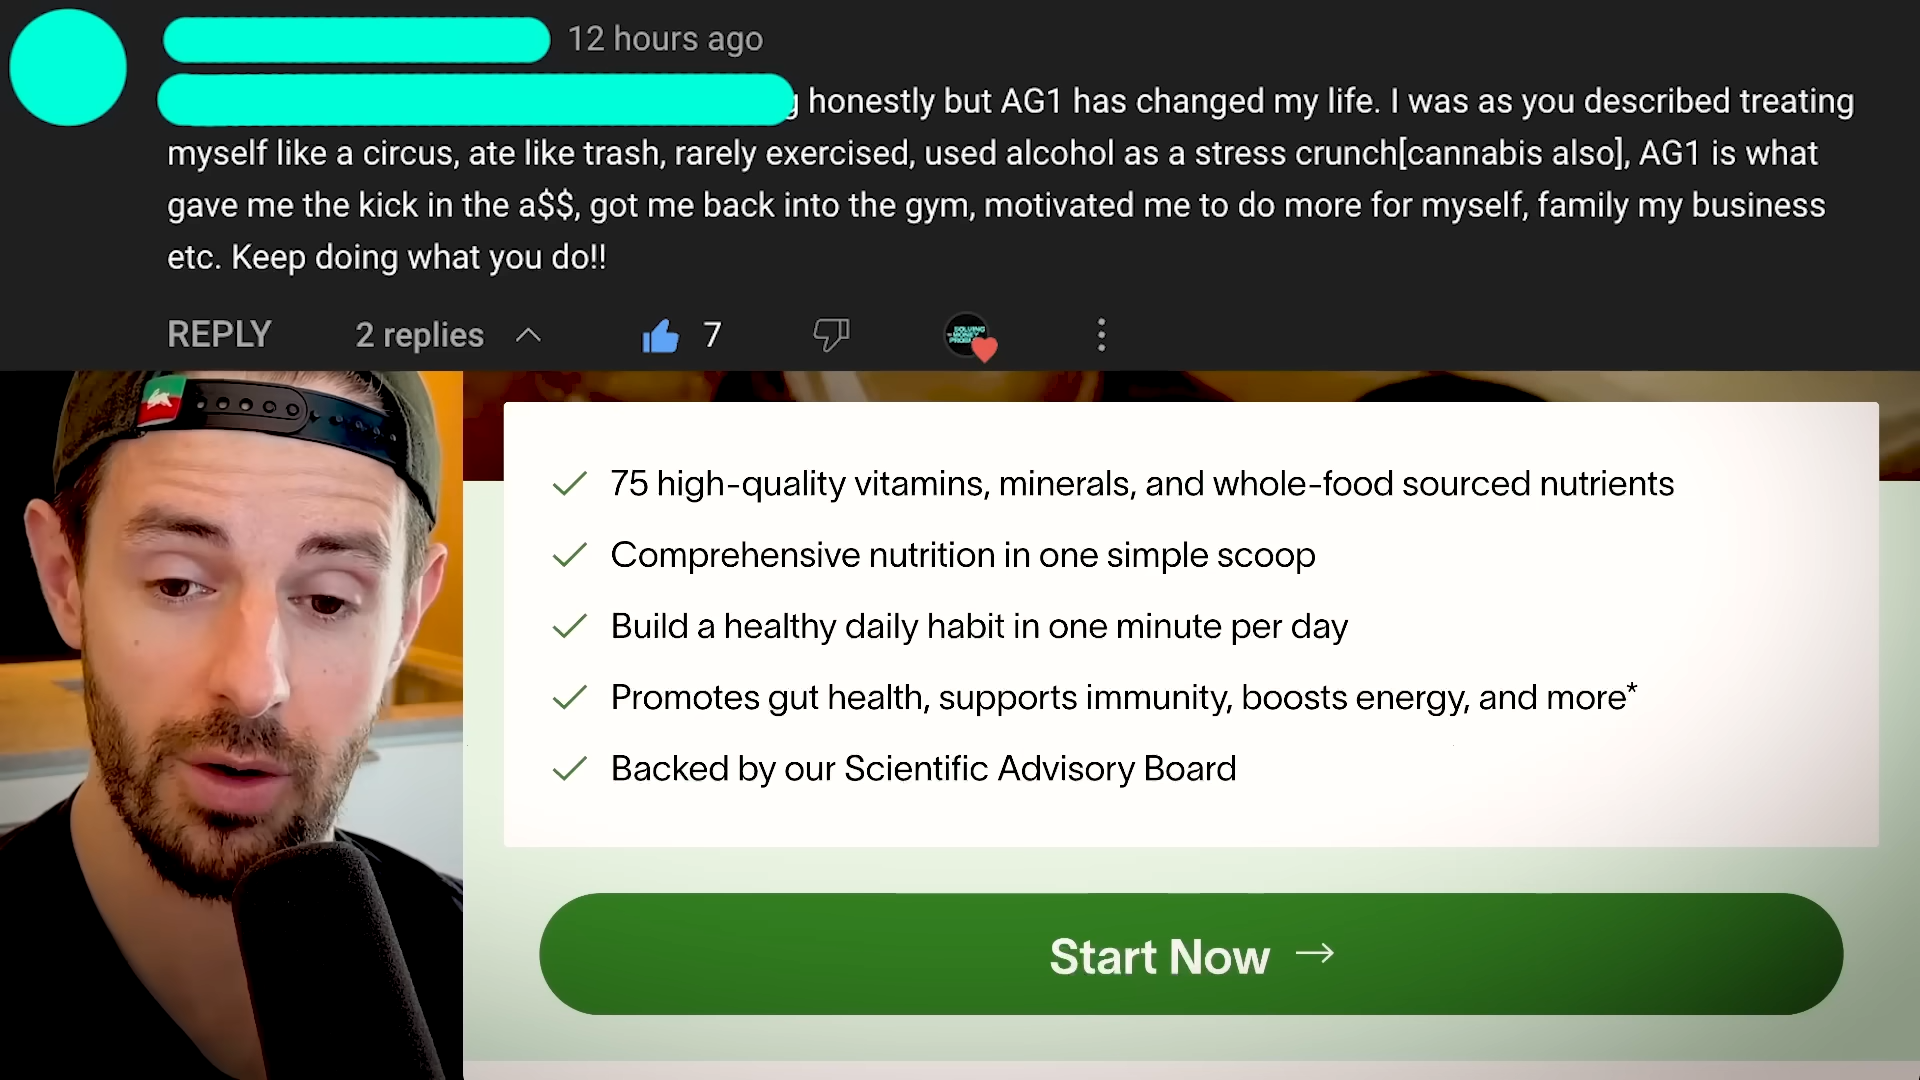 12 hours ago
honestly but AG1 has changed my life. I was as you described treating
myself like a circus, ate like trash, rarely exercised, used alcohol as a stress crunch[cannabis also], AG1 is what
gave me the kick in the a$$, got me back into the gym, motivated me to do more for myself, family my business
etc. Keep doing what you do!!
REPLY 2 replies 7
SOLVING
MONEY
75 high-quality vitamins, minerals, and whole-food sourced nutrients
Comprehensive nutrition in one simple scoop
Build a healthy daily habit in one minute per day
Promotes gut health, supports immunity, boosts energy, and more*
Backed by our Scientific Advisory Board
Start Now →